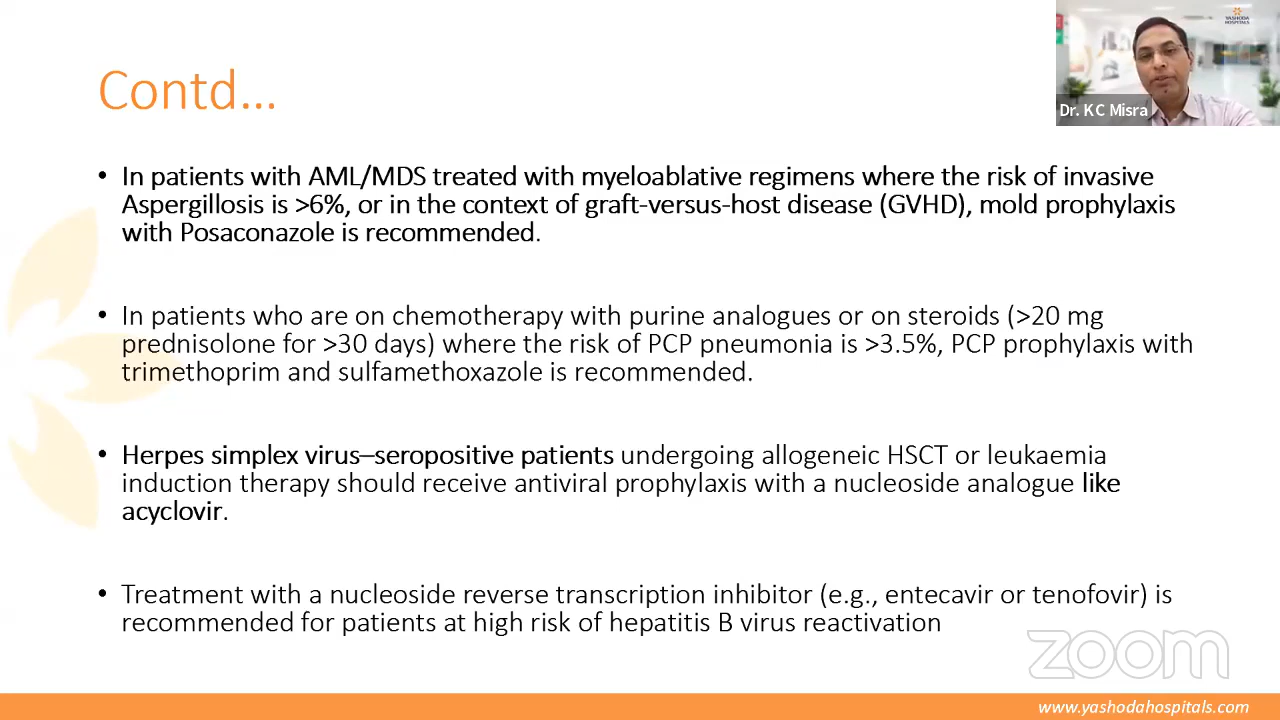 YASHODA
HOSPITALS
Dr. K C Misra
Contd...
• In patients with AML/MDS treated with myeloablative regimens where the risk of invasive
Aspergillosis is >6%, or in the context of graft-versus-host disease (GVHD), mold prophylaxis
with Posaconazole is recommended.
• In patients who are on chemotherapy with purine analogues or on steroids (>20 mg
prednisolone for >30 days) where the risk of PCP pneumonia is >3.5%, PCP prophylaxis with
trimethoprim and sulfamethoxazole is recommended.
• Herpes simplex virus–seropositive patients undergoing allogeneic HSCT or leukaemia
induction therapy should receive antiviral prophylaxis with a nucleoside analogue like
acyclovir.
• Treatment with a nucleoside reverse transcription inhibitor (e.g., entecavir or tenofovir) is
recommended for patients at high risk of hepatitis B virus reactivation
zoom
www.yashodahospitals.com